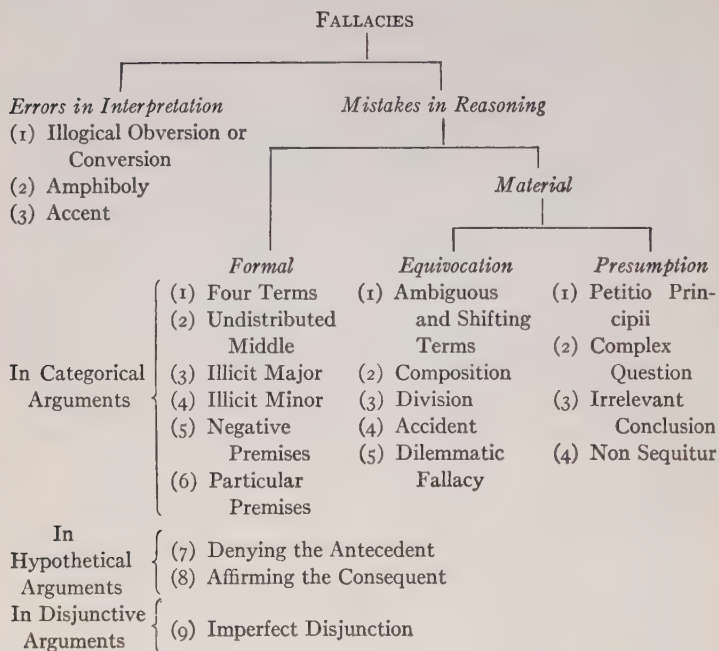 FALLACIES
Errors in Interpretation
(1) Illogical Obversion or
Conversion
(2) Amphiboly
(3) Accent
Mistakes in Reasoning
Material
Formal
(1) Four Terms
(2) Undistributed
Middle
(3) Illicit Major
(4) Illicit Minor
(5) Negative
Premises
(6) Particular
Premises
Equivocation
(1) Ambiguous
and Shifting
Terms
(2) Composition
(3) Division
(4) Accident
(5) Dilemmatic
Fallacy
Presumption
(1) Petitio Prin-
cipii
(2) Complex
Question
(3) Irrelevant
Conclusion
(4) Non Sequitur
In Categorical
Arguments
In
Hypothetical
Arguments
(7) Denying the Antecedent
(8) Affirming the Consequent
In Disjunctive
Arguments
(9) Imperfect Disjunction